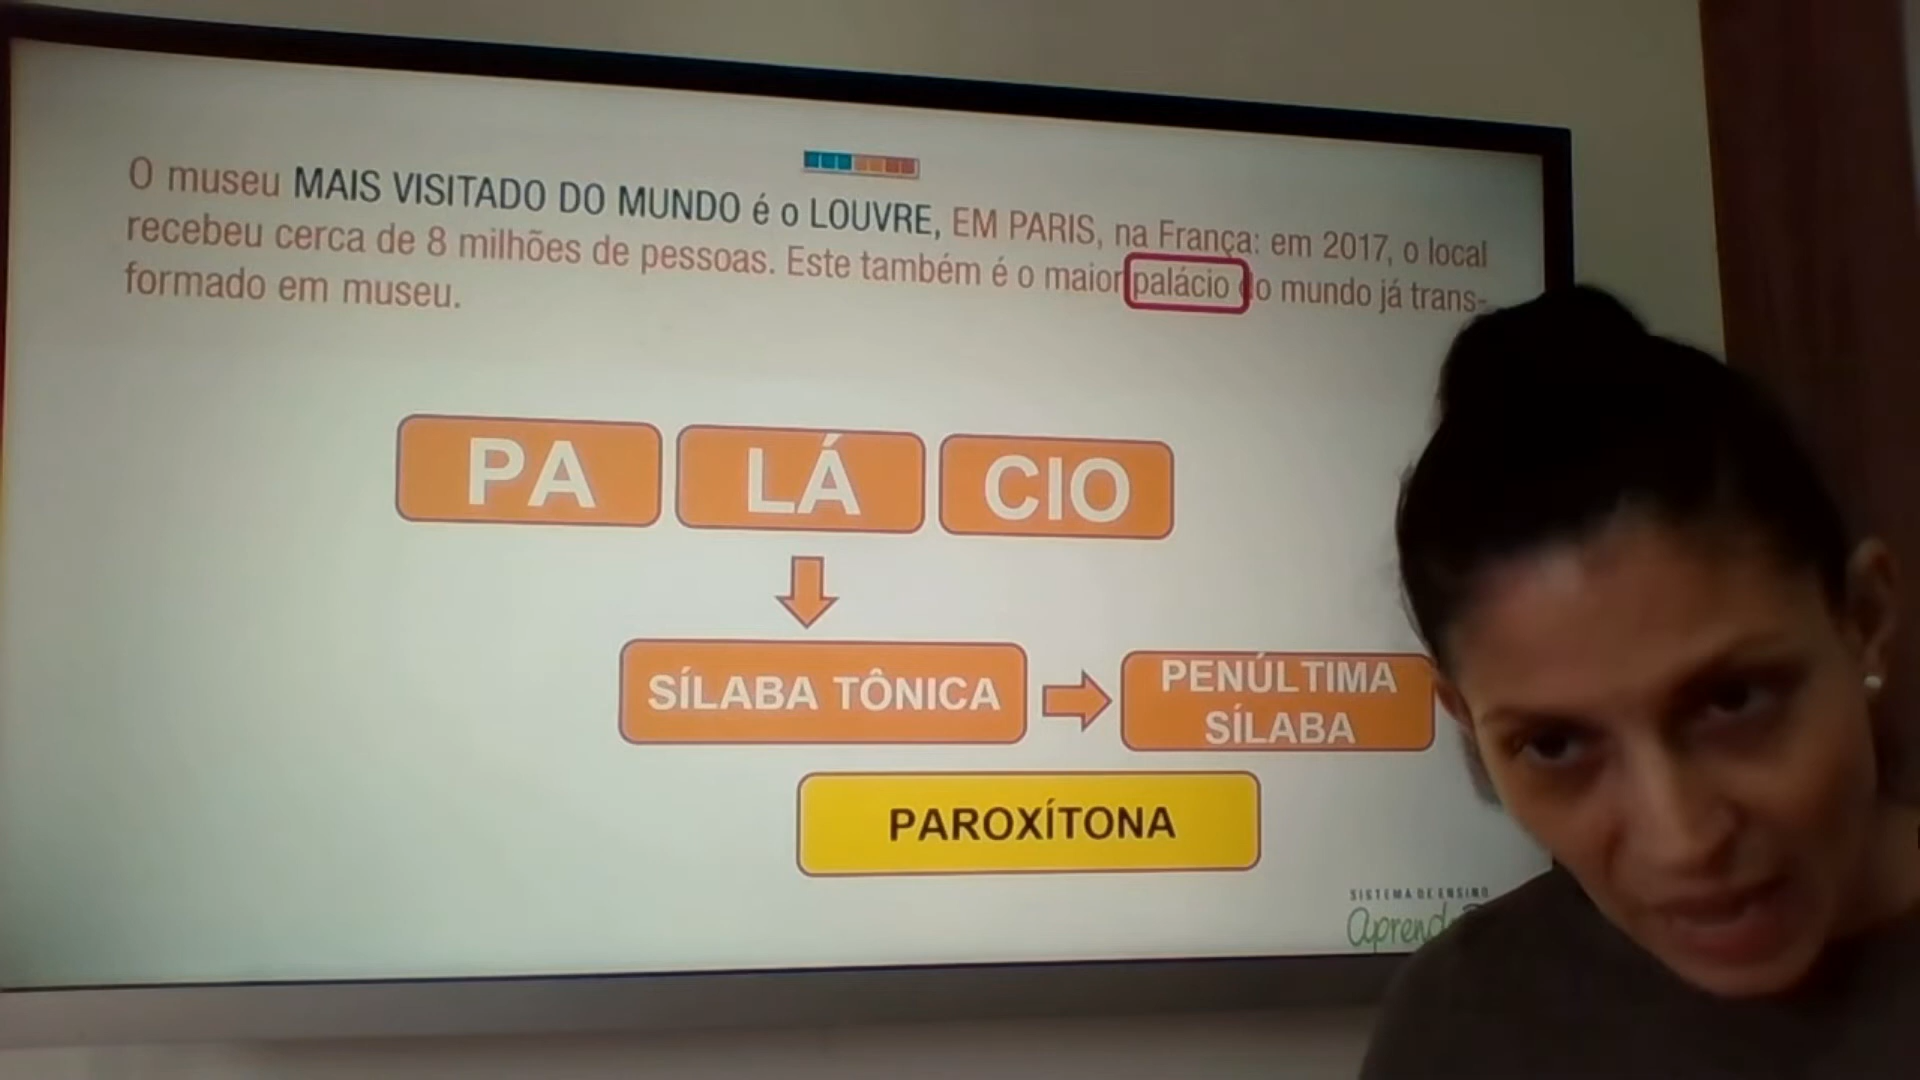 O museu MAIS VISITADO DO MUNDO é o LOUVRE, EM PARIS, na França: em 2017, o local
recebeu cerca de 8 milhões de pessoas. Este também é o maior palácio do mundo já trans-
formado em museu.
PA LÁ CIO
SÍLABA TÔNICA
PENÚLTIMA
SÍLABA
PAROXÍTONA
SISTEMA DE ENSINO